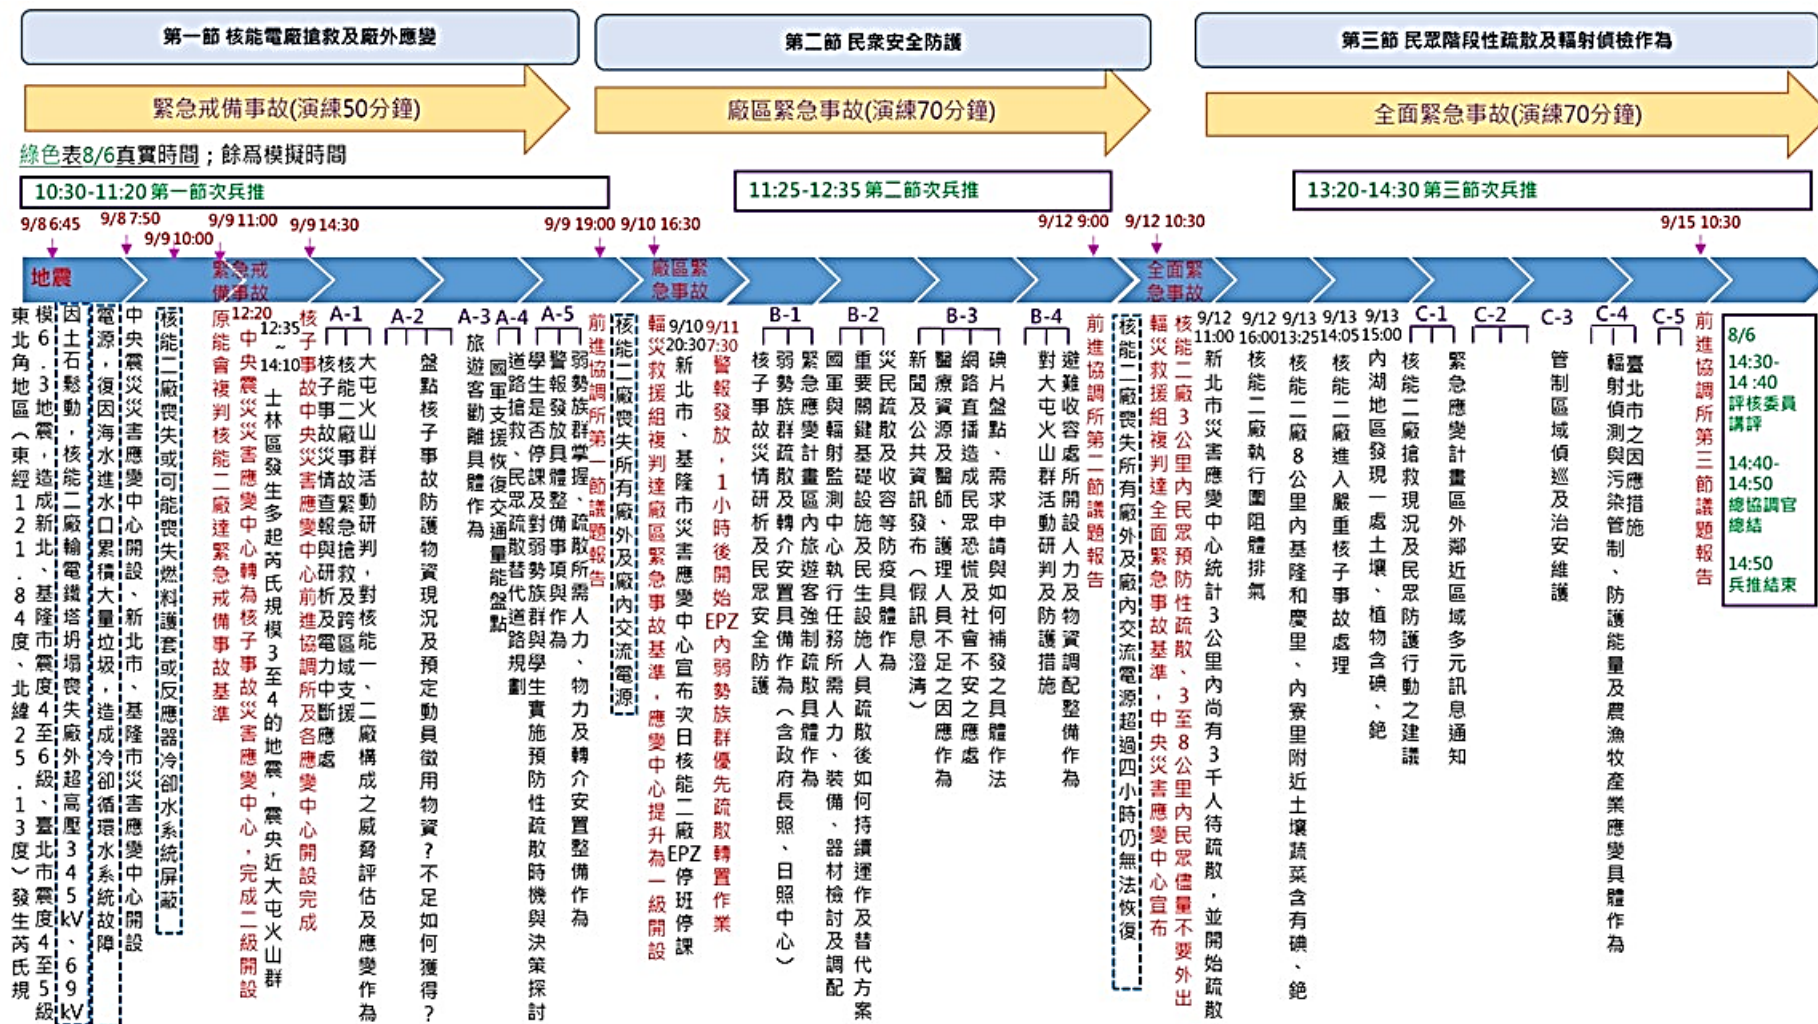 第一節 核能電廠搶救及廠外應變
第二節 民眾安全防護
第三節 民眾階段性疏散及輻射偵檢作為
緊急戒備事故(演練50分鐘)
廠區緊急事故(演練70分鐘)
全面緊急事故(演練70分鐘)
綠色表8/6真實時間；餘爲模擬時間
10:30-11:20 第一節次兵推
11:25-12:35 第二節次兵推
13:20-14:30 第三節次兵推
9/8 6:45
9/8 7:50
9/9 10:00
9/9 11:00
9/9 14:30
9/9 19:00
9/10 16:30
9/12 9:00
9/12 10:30
9/15 10:30
地震
緊急戒備事故
廠區緊急事故
全面緊急事故
東北角地區（東經121.84度、北緯25.13度）發生芮氏規
模6.3地震，造成新北、基隆市震度4至6級、臺北市震度4至5級
因土石鬆動，核能二廠輸電鐵塔坍塌喪失廠外超高壓345kV、69kV
電源，復因海水進水口累積大量垃圾，造成冷卻循環水系統故障
中央震災災害應變中心開設、新北市、基隆市災害應變中心開設
核能二廠喪失或可能喪失燃料護套或反應器冷卻水系統屏蔽
原能會複判核能二廠達緊急戒備事故基準
12:20
中央震災災害應變中心轉為核子事故災害應變中心，完成二級開設
12:35
~
14:10
士林區發生多起芮氏規模3至4的地震，震央近大屯火山群
核子事故中央災害應變中心前進協調所及各應變中心開設完成
A-1
核子事故災情查報與研析及電力中斷應處
核能二廠事故緊急搶救及跨區域支援
大屯火山群活動研判，對核能一、二廠構成之威脅評估及應變作為
A-2
盤點核子事故防護物資現況及預定動員徵用物資？不足如何獲得？
A-3
旅遊客勸離具體作為
A-4
國軍支援恢復交通量能盤點
道路搶救、民眾疏散替代道路規劃
A-5
學生是否停課及對弱勢族群與學生實施預防性疏散時機與決策探討
警報發放具體整備事項與作為
弱勢族群掌握、疏散所需人力、物力及轉介安置整備作為
前進協調所第一節議題報告
核能二廠喪失所有廠外及廠內交流電源
輻災救援組複判達廠區緊急事故基準，應變中心提升為一級開設
9/10
20:30
新北市、基隆市災害應變中心宣布次日核能二廠EPZ停班停課
9/11
7:30
警報發放，1小時後開始EPZ內弱勢族群優先疏散轉置作業
B-1
核子事故災情研析及民眾安全防護
弱勢族群疏散及轉介安置具備作為（含政府長照、日照中心）
緊急應變計畫區內旅遊客強制疏散具體作為
B-2
國軍與輻射監測中心執行任務所需人力、裝備、器材檢討及調配
重要關鍵基礎設施及民生設施人員疏散後如何持續運作及替代方案
災民疏散及收容等防疫具體作為
B-3
新聞及公共資訊發布（假訊息澄清）
醫療資源及醫師、護理人員不足之因應作為
網路直播造成民眾恐慌及社會不安之應處
碘片盤點、需求申請與如何補發之具體作法
B-4
對大屯火山群活動研判及防護措施
避難收容處所開設人力及物資調配整備作為
前進協調所第二節議題報告
核能二廠喪失所有廠外及廠內交流電源超過四小時仍無法恢復
輻災救援組複判達全面緊急事故基準，中央災害應變中心宣布
核能二廠3公里內民眾預防性疏散、3至8公里內民眾儘量不要外出
9/12
11:00
新北市災害應變中心統計3公里內尚有3千人待疏散，並開始疏散
9/12
16:00
核能二廠執行圍阻體排氣
9/13
13:25
核能二廠8公里內基隆和慶里、內寮里附近土壤蔬菜含有碘、銫
9/13
14:05
核能二廠進入嚴重核子事故處理
9/13
15:00
內湖地區發現一處土壤、植物含碘、銫
C-1
核能二廠搶救現況及民眾防護行動之建議
緊急應變計畫區外鄰近區域多元訊息通知
C-2
C-3
管制區域偵巡及治安維護
C-4
輻射偵測與污染管制、防護能量及農漁牧產業應變具體作為
臺北市之因應措施
C-5
前進協調所第三節議題報告
8/6
14:30-
14 :40
評核委員
講評
14:40-
14:50
總協調官
總結
14:50
兵推結束